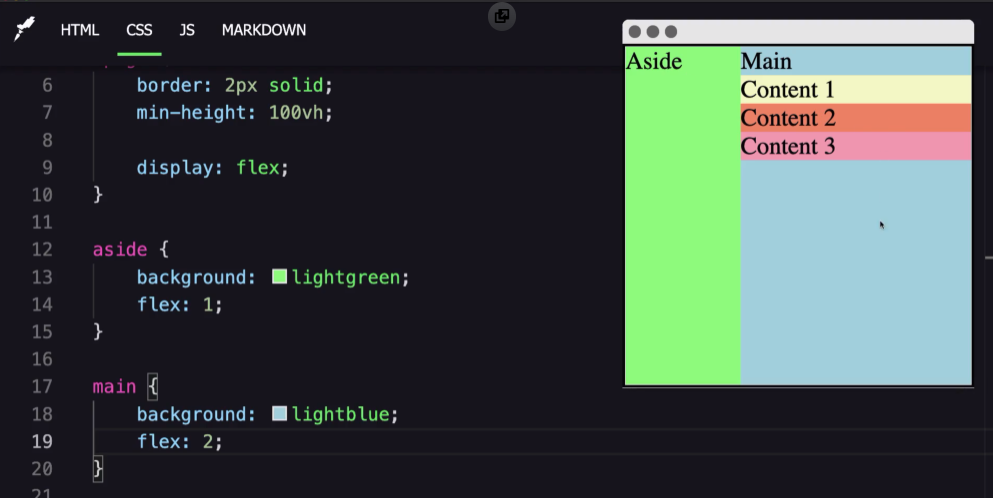 HTML CSS JS MARKDOWN
6 border: 2px solid;
7 min-height: 100vh;
8
9 display: flex;
10 }
11
12 aside {
13 background: lightgreen;
14 flex: 1;
15 }
16
17 main {
18 background: lightblue;
19 flex: 2;
20 }
21
Aside
Main
Content 1
Content 2
Content 3